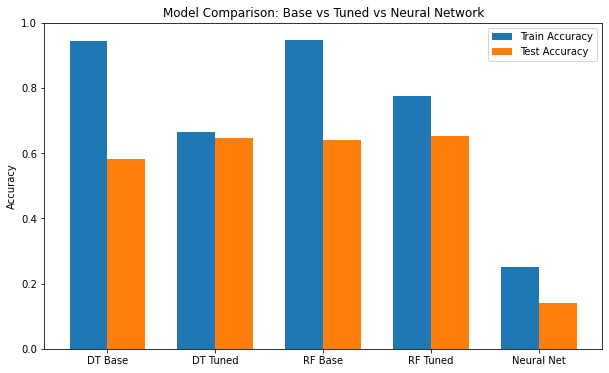 Model Comparison: Base vs Tuned vs Neural Network
Train Accuracy
Test Accuracy
Accuracy
1.0
0.8
0.6
0.4
0.2
0.0
DT Base DT Tuned RF Base RF Tuned Neural Net